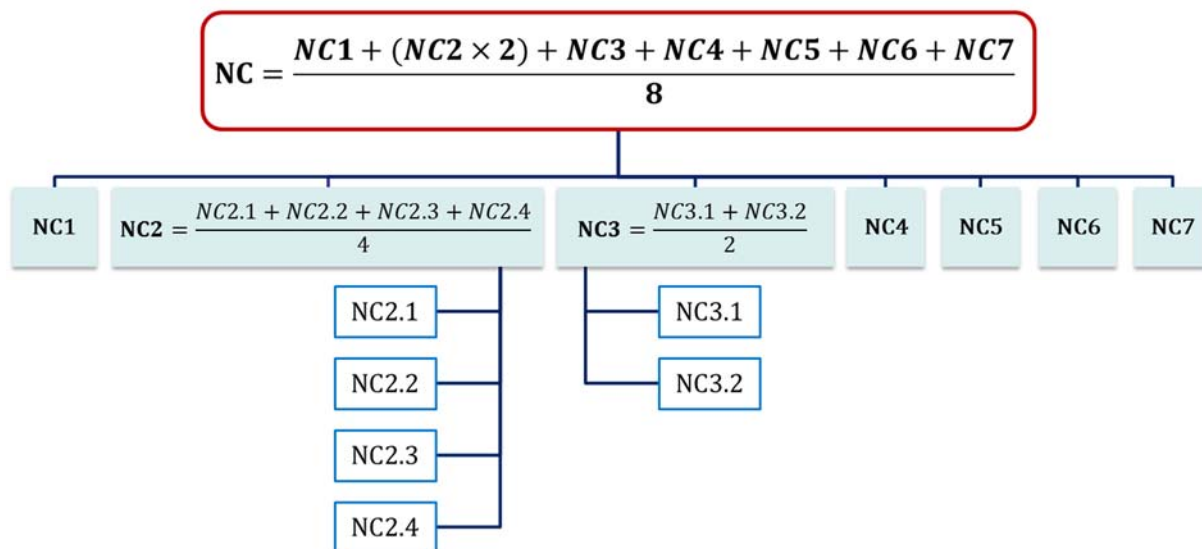 NC = (NC1 + (NC2 × 2) + NC3 + NC4 + NC5 + NC6 + NC7) / 8
NC1
NC2 = (NC2.1 + NC2.2 + NC2.3 + NC2.4) / 4
NC3 = (NC3.1 + NC3.2) / 2
NC4
NC5
NC6
NC7
NC2.1
NC2.2
NC2.3
NC2.4
NC3.1
NC3.2